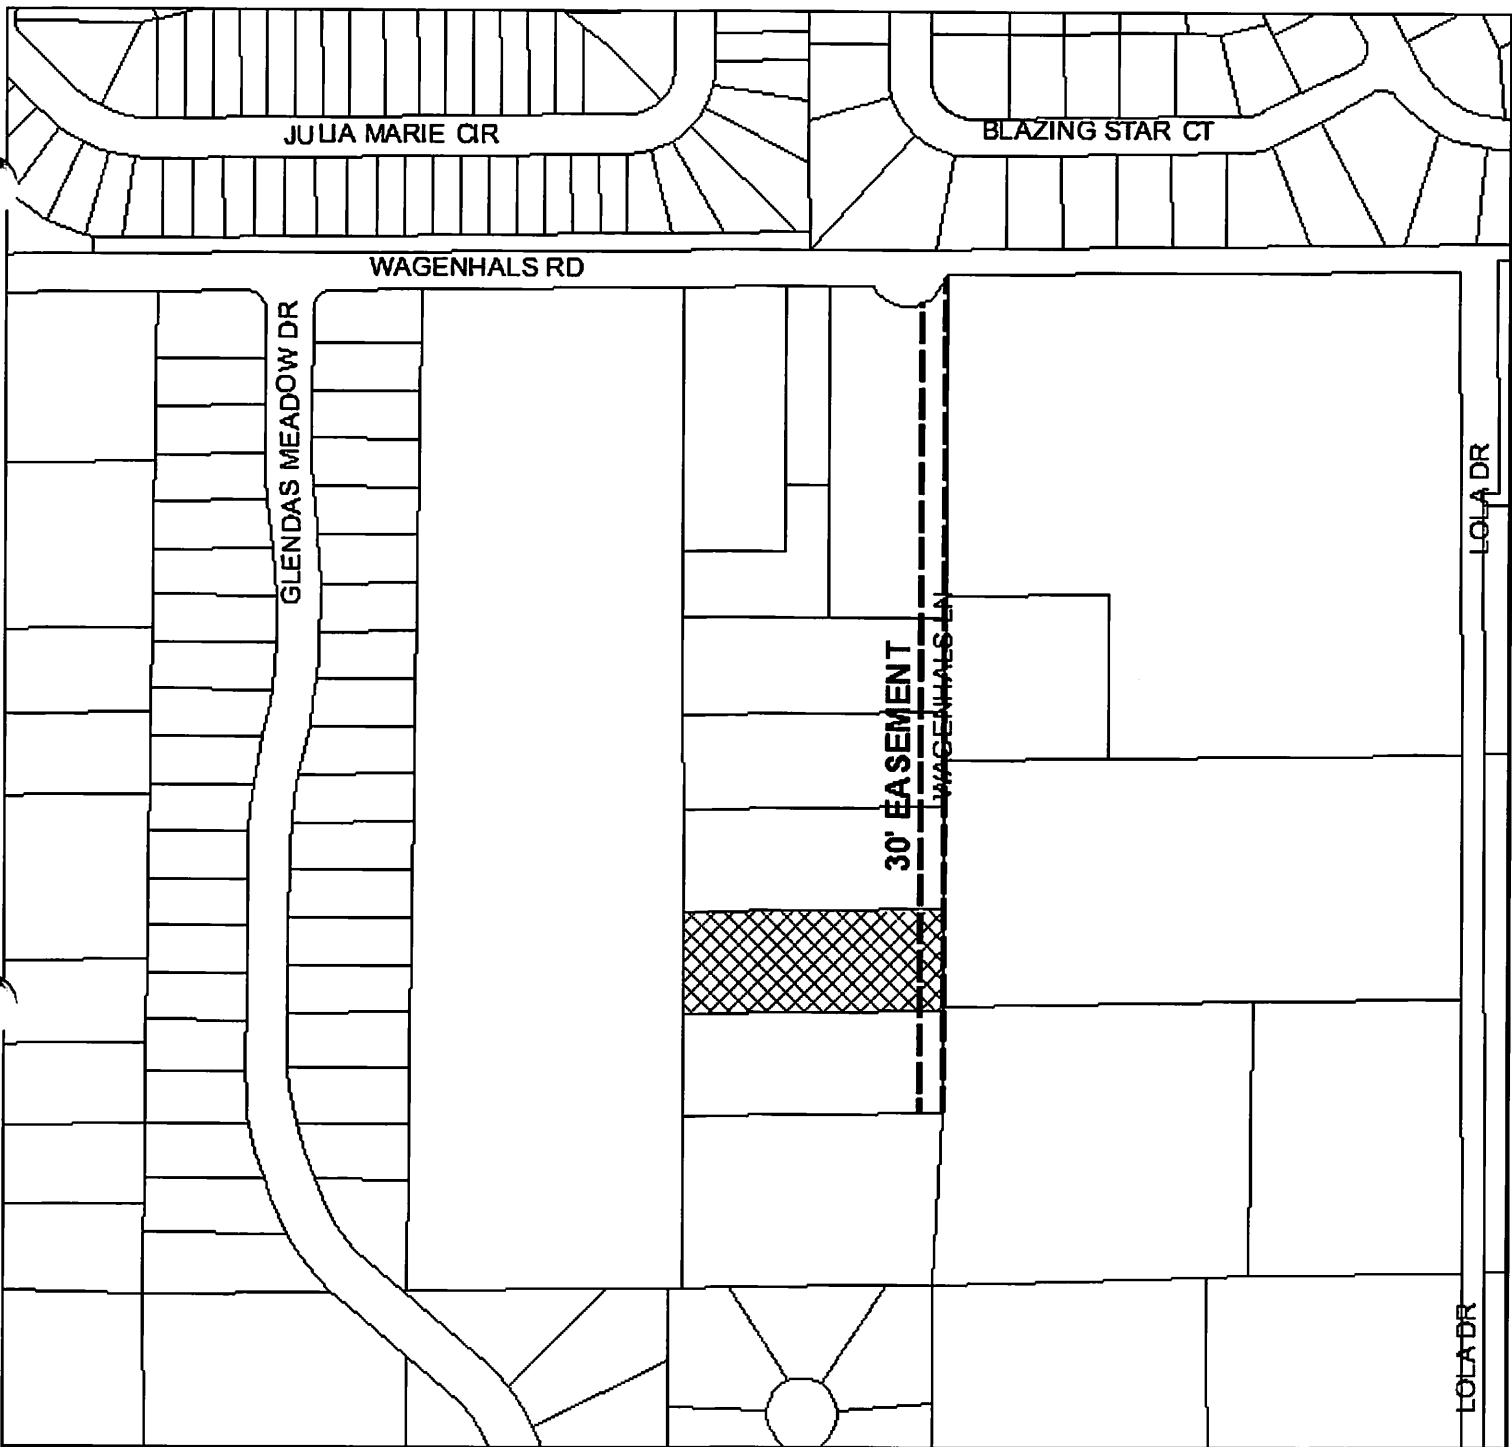 JULIA MARIE CIR
BLAZING STAR CT
WAGENHALS RD
GLENDAS MEADOW DR
LOLA DR
30' EASEMENT
WAGENHALS LN
LOLA DR